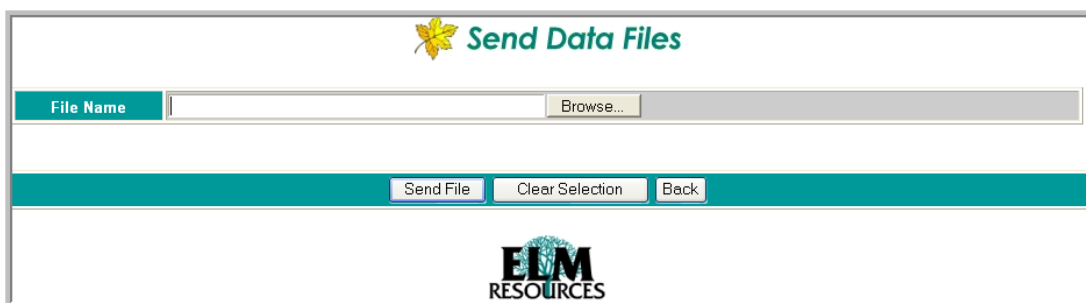 Send Data Files
File Name Browse...
Send File Clear Selection Back
ELM
RESOURCES